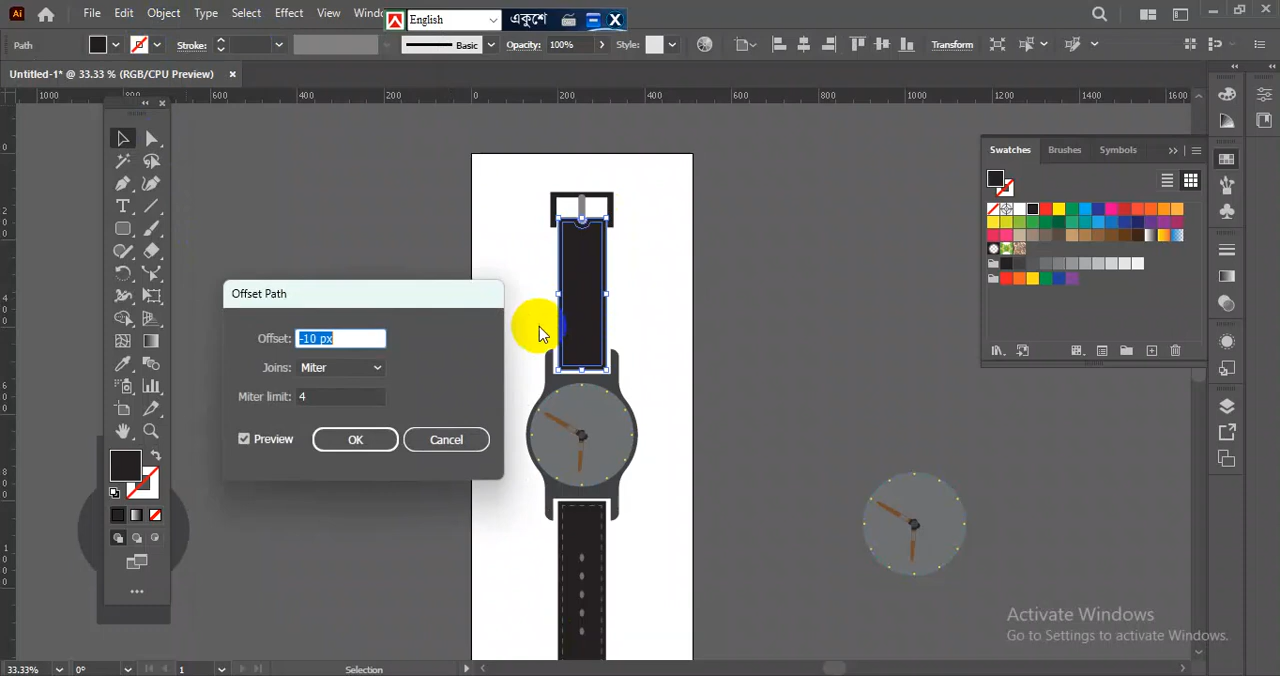 Ai File Edit Object Type Select Effect View English একুশে
Path Stroke: Basic Opacity: 100% Style: Transform
Untitled-1* @ 33.33 % (RGB/CPU Preview)
1000 600 400 200 0 200 400 600 800 1000 1200 1400 1600
Swatches Brushes Symbols
Offset Path
Offset: -10 px
Joins: Miter
Miter limit: 4
Preview OK Cancel
Activate Windows
Go to Settings to activate Windows.
33.33% 0° 1 Selection